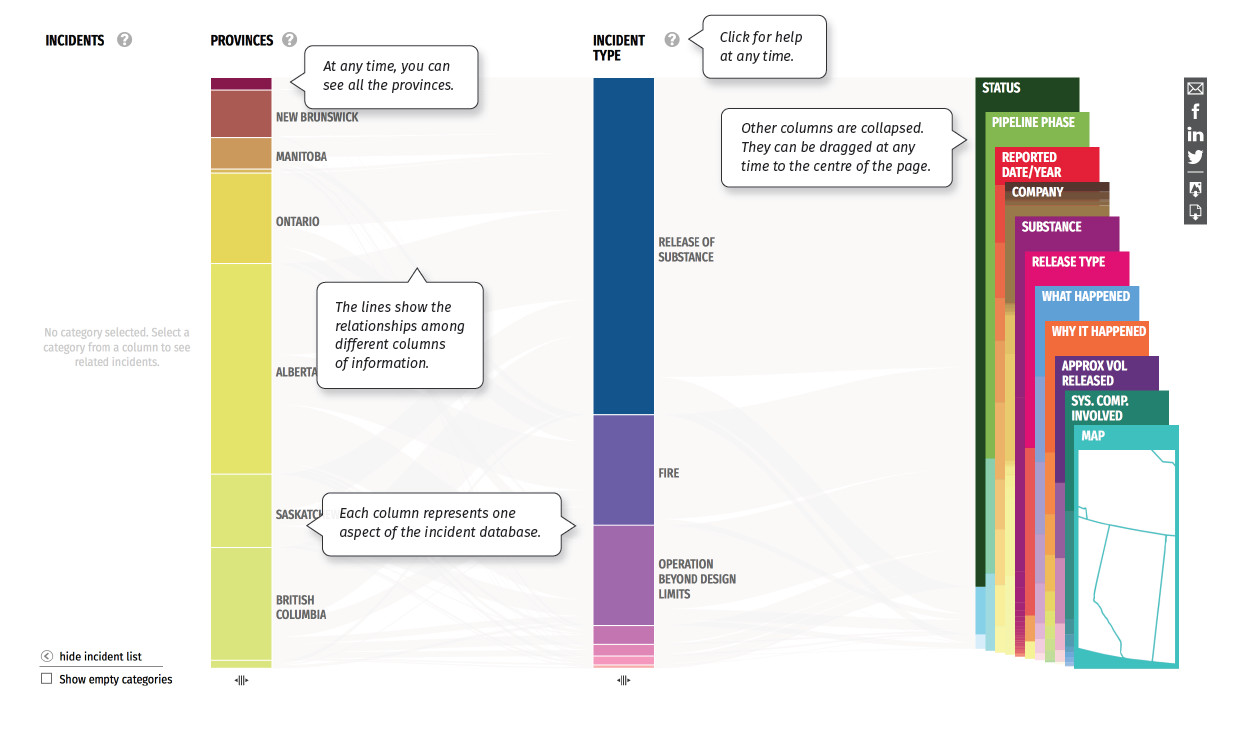 INCIDENTS ?
PROVINCES ?
INCIDENT
TYPE
?
Click for help
at any time.
At any time, you can
see all the provinces.
NEW BRUNSWICK
MANITOBA
ONTARIO
ALBERTA
BRITISH
COLUMBIA
The lines show the
relationships among
different columns
of information.
Each column represents one
aspect of the incident database.
RELEASE OF
SUBSTANCE
FIRE
OPERATION
BEYOND DESIGN
LIMITS
Other columns are collapsed.
They can be dragged at any
time to the centre of the page.
STATUS
PIPELINE PHASE
REPORTED
DATE/YEAR
COMPANY
SUBSTANCE
RELEASE TYPE
WHAT HAPPENED
WHY IT HAPPENED
APPROX VOL
RELEASED
SYS. COMP.
INVOLVED
MAP
f
in
No category selected. Select a
category from a column to see
related incidents.
hide incident list
Show empty categories